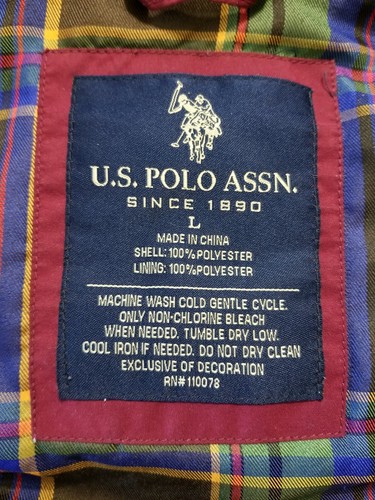 U.S. POLO ASSN.
SINCE 1890
L
MADE IN CHINA
SHELL: 100% POLYESTER
LINING: 100% POLYESTER
MACHINE WASH COLD GENTLE CYCLE.
ONLY NON-CHLORINE BLEACH
WHEN NEEDED. TUMBLE DRY LOW.
COOL IRON IF NEEDED. DO NOT DRY CLEAN
EXCLUSIVE OF DECORATION
RN#110078